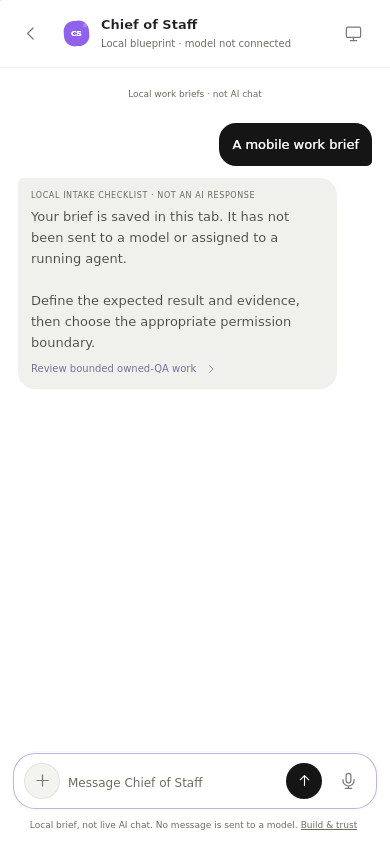 CS
Chief of Staff
Local blueprint · model not connected
Local work briefs · not AI chat
A mobile work brief
LOCAL INTAKE CHECKLIST · NOT AN AI RESPONSE
Your brief is saved in this tab. It has not
been sent to a model or assigned to a
running agent.
Define the expected result and evidence,
then choose the appropriate permission
boundary.
Review bounded owned-QA work
Message Chief of Staff
Local brief, not live AI chat. No message is sent to a model. Build & trust